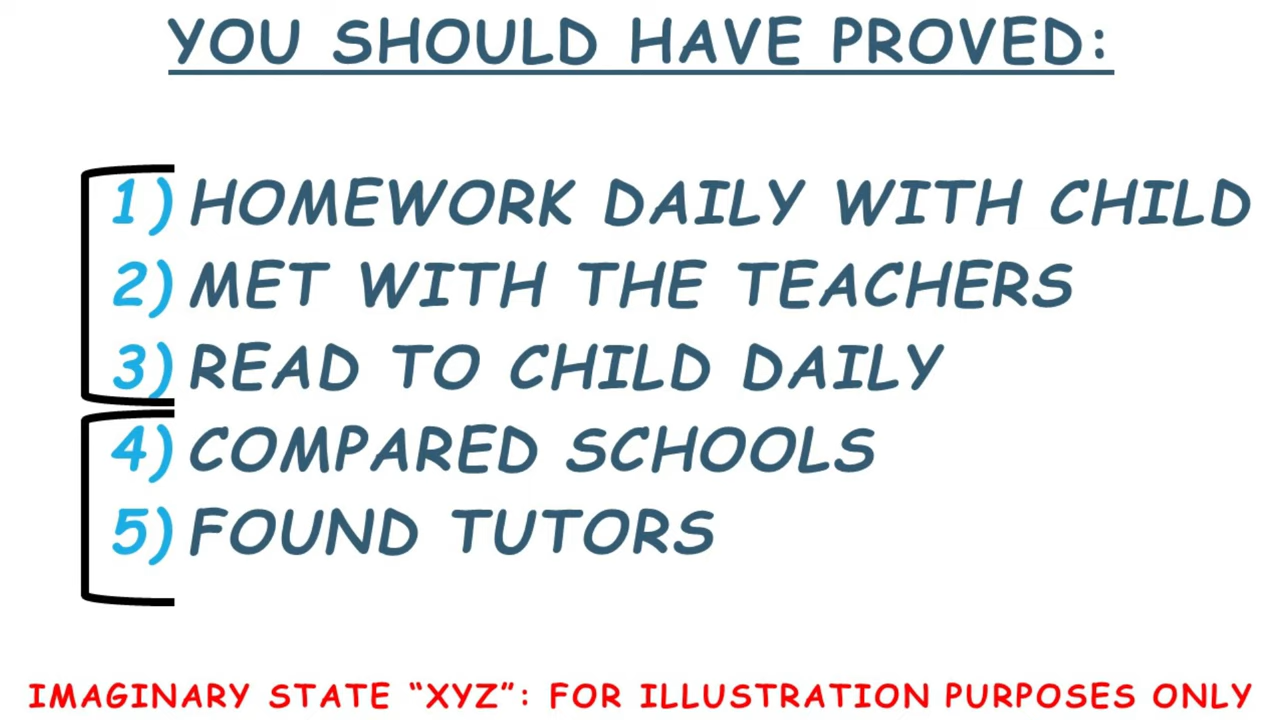 YOU SHOULD HAVE PROVED:
1) HOMEWORK DAILY WITH CHILD
2) MET WITH THE TEACHERS
3) READ TO CHILD DAILY
4) COMPARED SCHOOLS
5) FOUND TUTORS
IMAGINARY STATE “XYZ”: FOR ILLUSTRATION PURPOSES ONLY